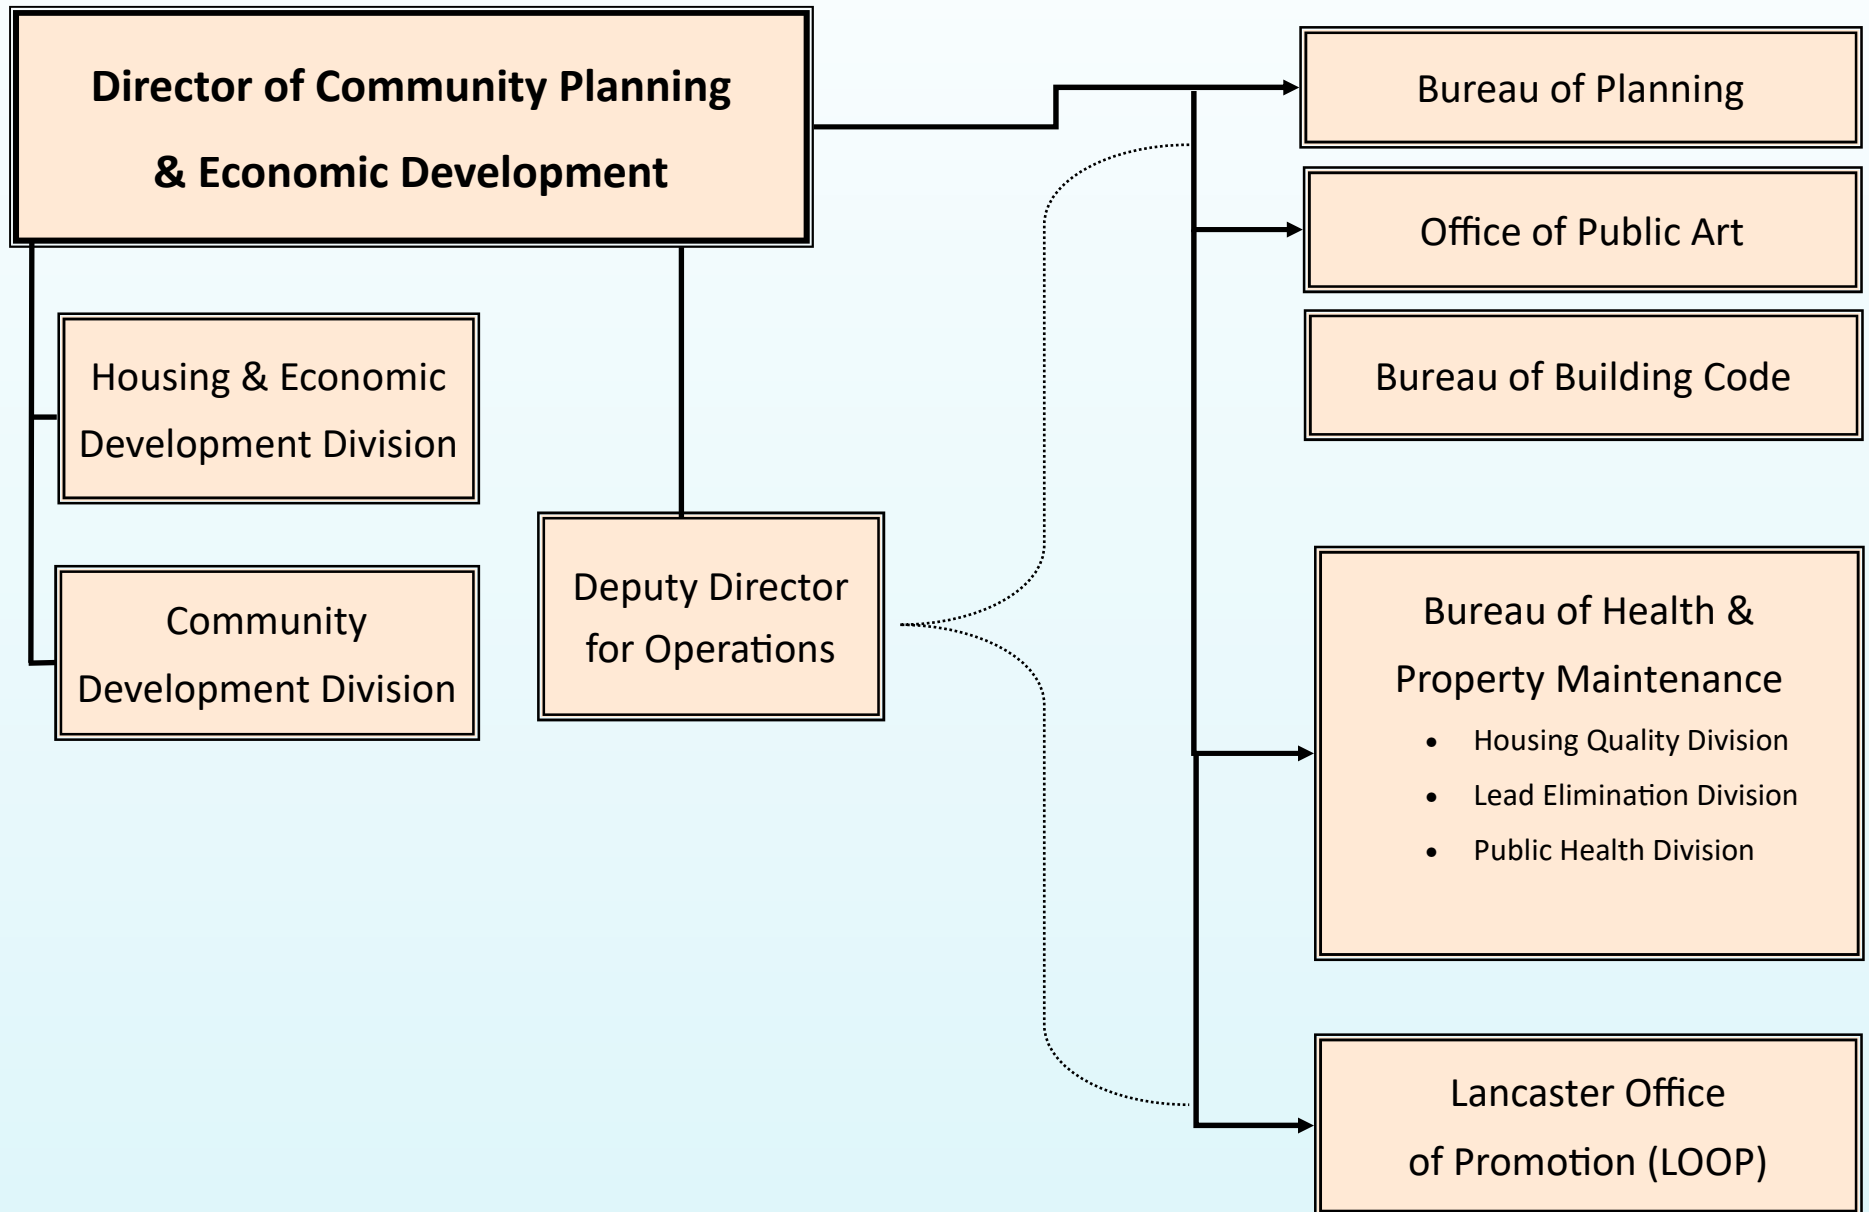 Director of Community Planning
& Economic Development
Housing & Economic
Development Division
Community
Development Division
Deputy Director
for Operations
Bureau of Planning
Office of Public Art
Bureau of Building Code
Bureau of Health &
Property Maintenance
• Housing Quality Division
• Lead Elimination Division
• Public Health Division
Lancaster Office
of Promotion (LOOP)